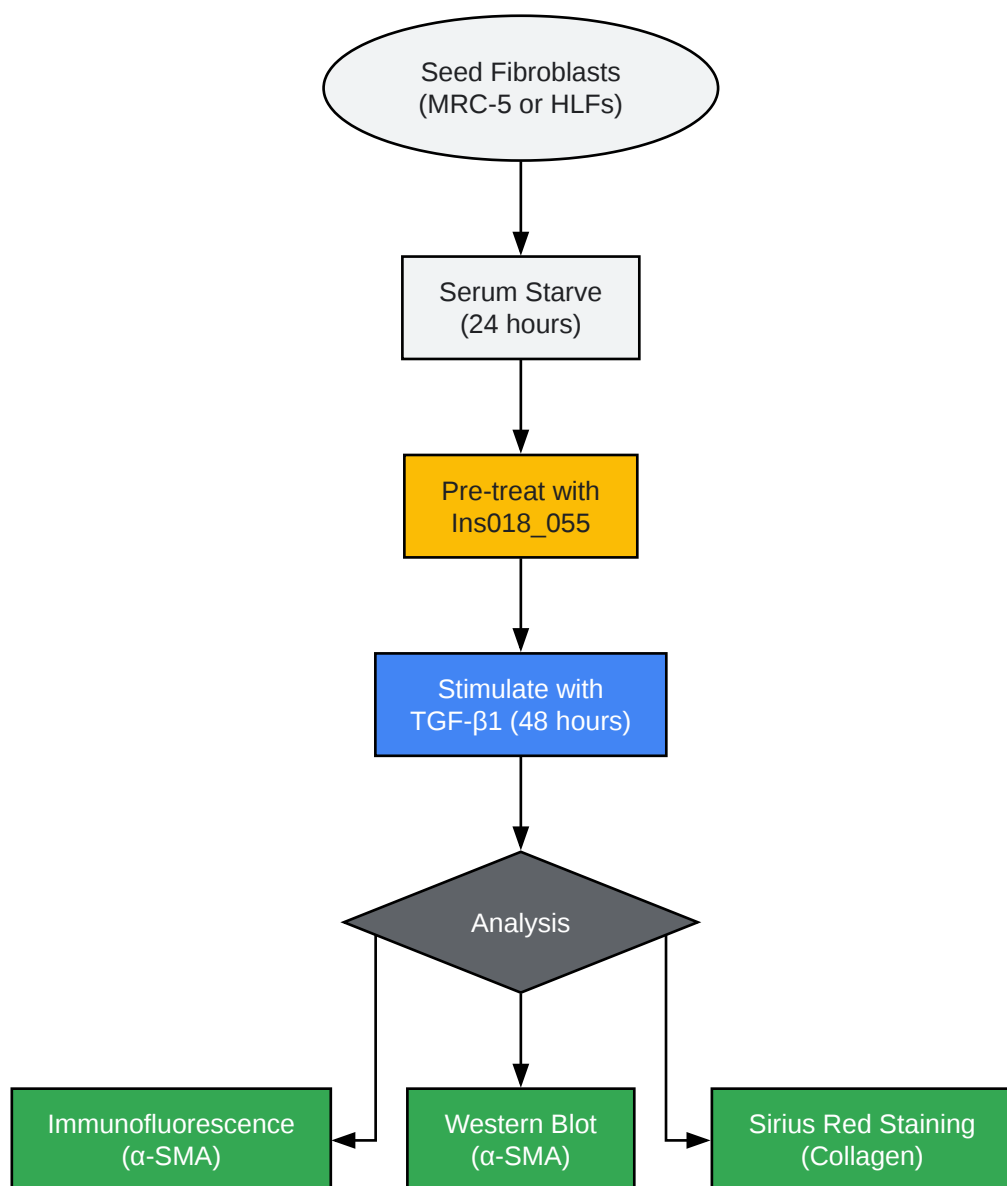 Seed Fibroblasts
(MRC-5 or HLFs)
Serum Starve
(24 hours)
Pre-treat with
Ins018_055
Stimulate with
TGF-β1 (48 hours)
Analysis
Immunofluorescence
(α-SMA)
Western Blot
(α-SMA)
Sirius Red Staining
(Collagen)